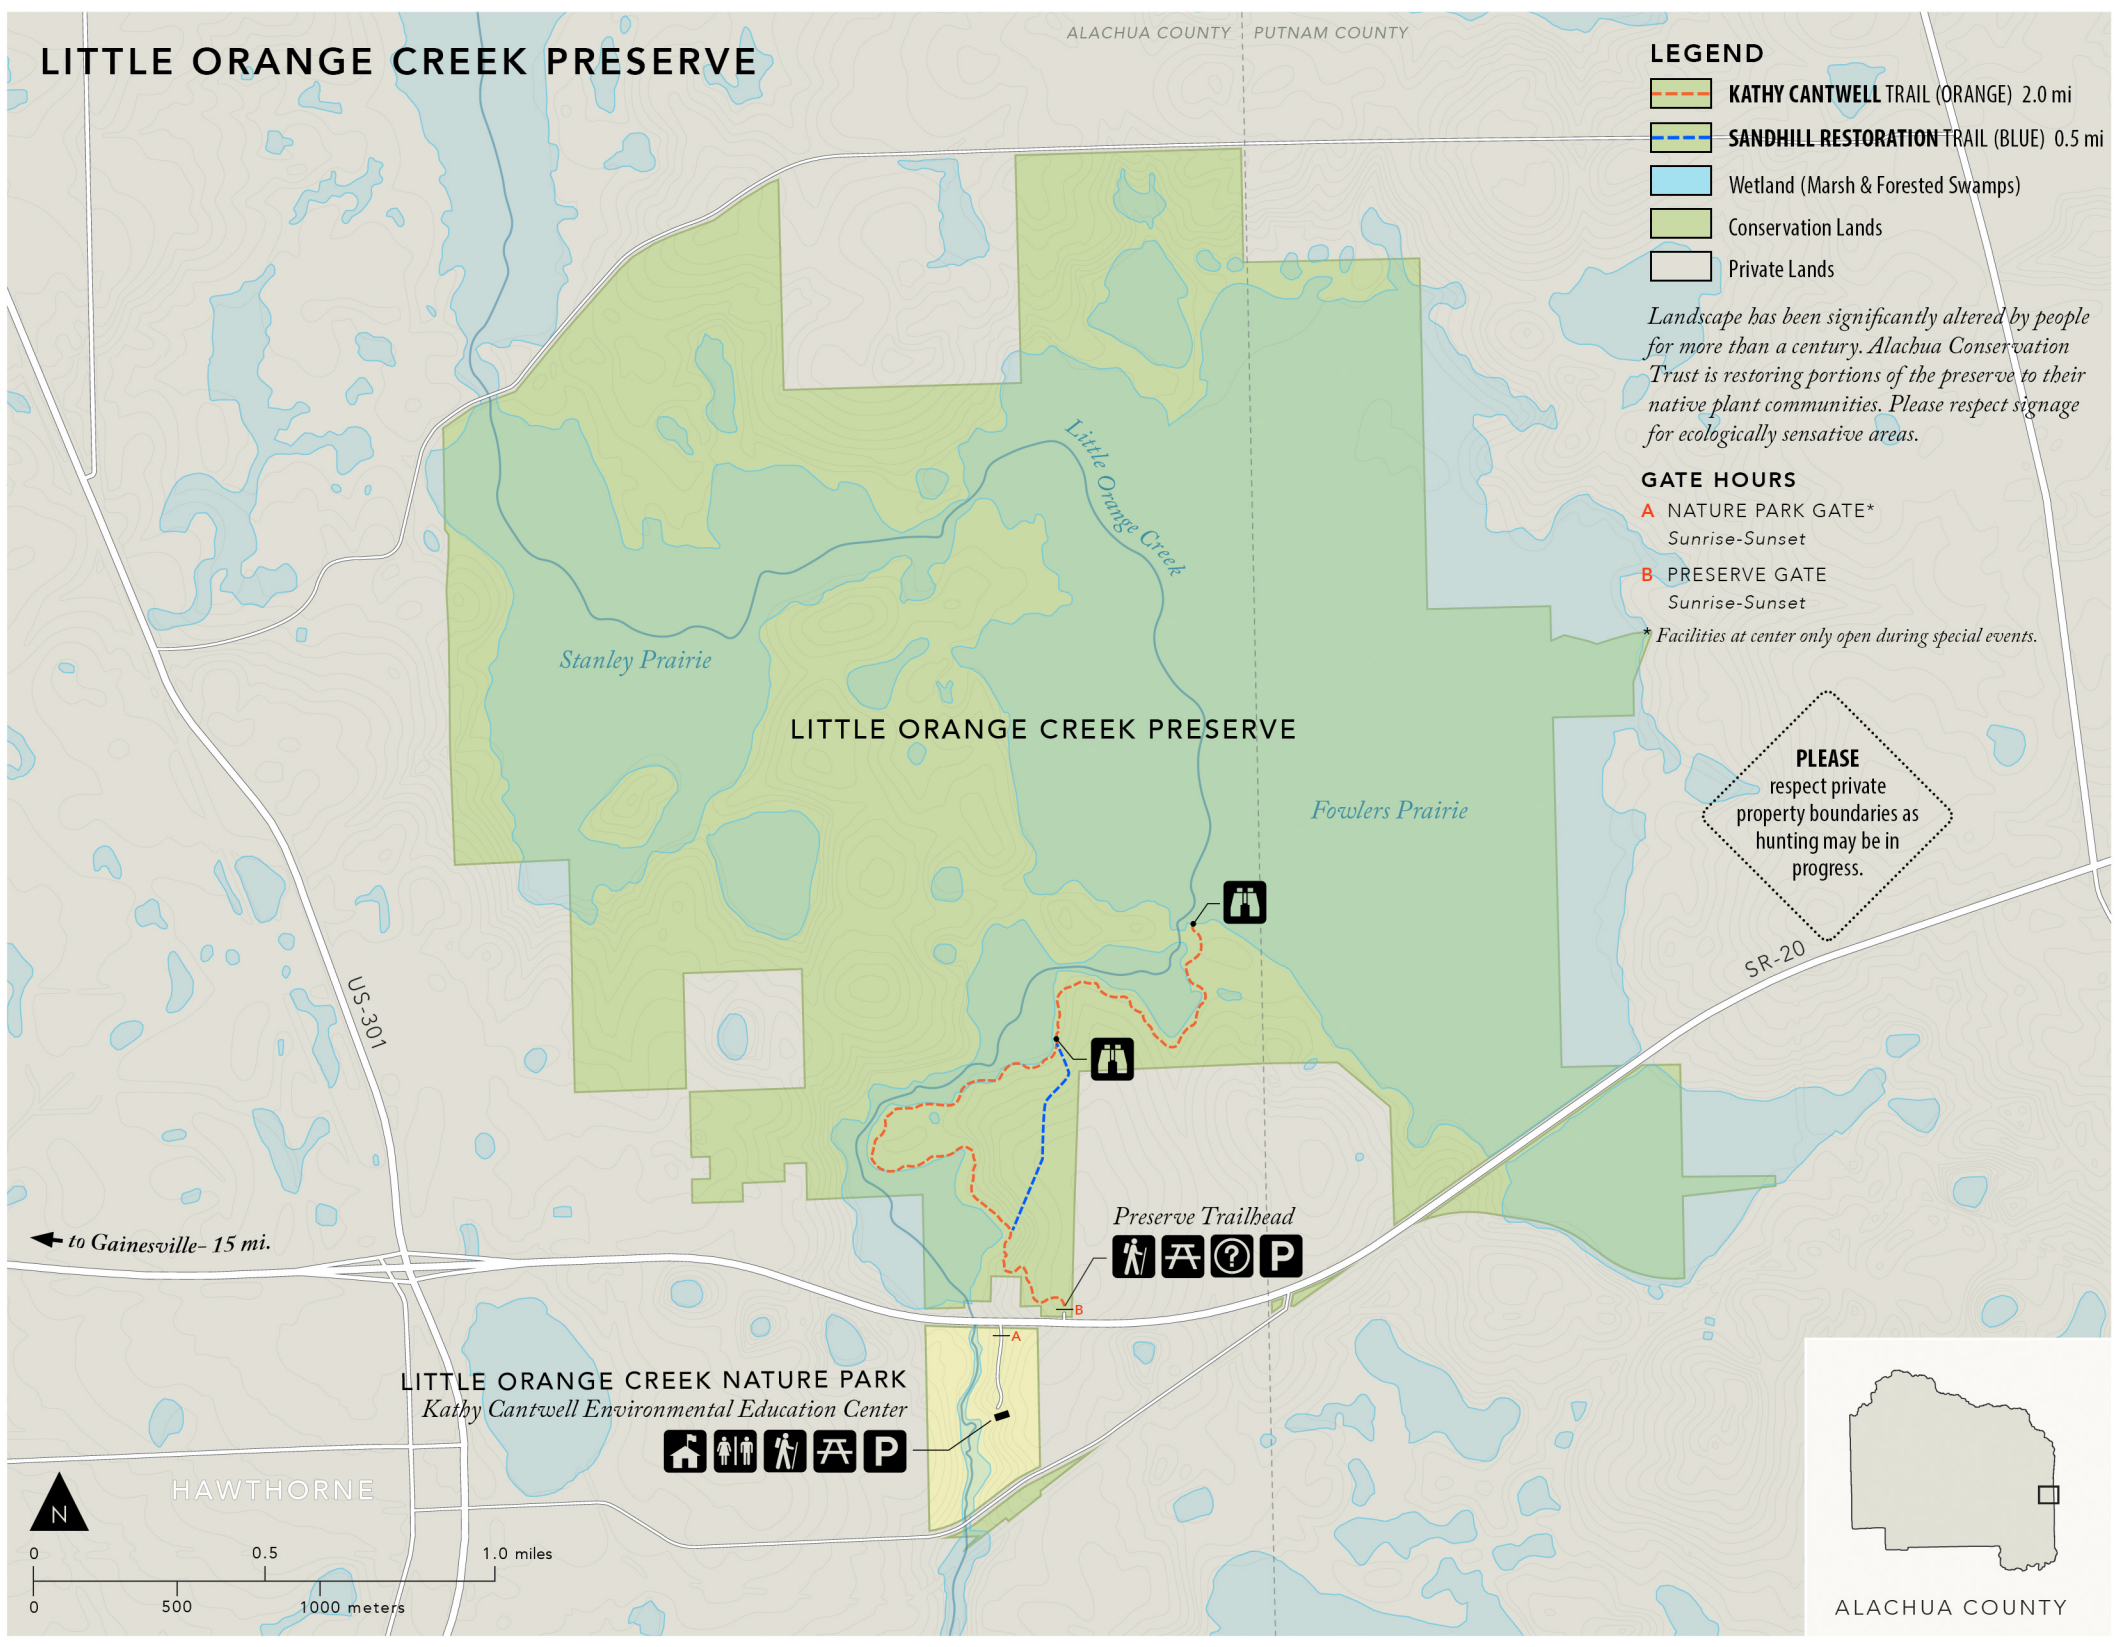 LITTLE ORANGE CREEK PRESERVE
ALACHUA COUNTY
PUTNAM COUNTY
LEGEND
KATHY CANTWELL TRAIL (ORANGE) 2.0 mi
SANDHILL RESTORATION TRAIL (BLUE) 0.5 mi
Wetland (Marsh & Forested Swamps)
Conservation Lands
Private Lands
Landscape has been significantly altered by people
for more than a century. Alachua Conservation
Trust is restoring portions of the preserve to their
native plant communities. Please respect signage
for ecologically sensative areas.
GATE HOURS
A NATURE PARK GATE*
Sunrise-Sunset
B PRESERVE GATE
Sunrise-Sunset
* Facilities at center only open during special events.
Little Orange Creek
Stanley Prairie
LITTLE ORANGE CREEK PRESERVE
Fowlers Prairie
PLEASE
respect private
property boundaries as
hunting may be in
progress.
SR-20
US-301
Preserve Trailhead
? P
to Gainesville- 15 mi.
B
A
LITTLE ORANGE CREEK NATURE PARK
Kathy Cantwell Environmental Education Center
P
HAWTHORNE
N
0 0.5 1.0 miles
0 500 1000 meters
ALACHUA COUNTY